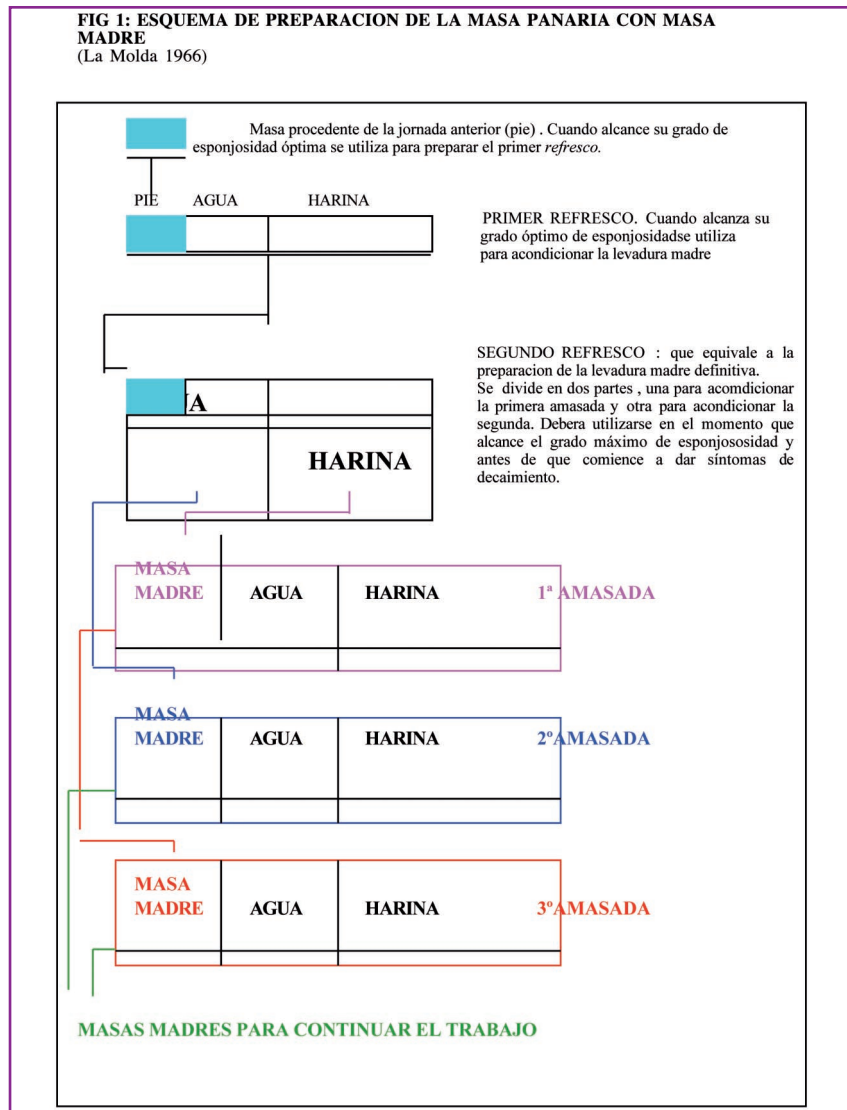 FIG 1: ESQUEMA DE PREPARACION DE LA MASA PANARIA CON MASA
MADRE
(La Molda 1966)
Masa procedente de la jornada anterior (pie) . Cuando alcance su grado de
esponjosidad óptima se utiliza para preparar el primer refresco.
PIE AGUA HARINA
PRIMER REFRESCO. Cuando alcanza su
grado óptimo de esponjosidadse utiliza
para acondicionar la levadura madre
SEGUNDO REFRESCO : que equivale a la
preparacion de la levadura madre definitiva.
Se divide en dos partes , una para acomdicionar
la primera amasada y otra para acondicionar la
segunda. Debera utilizarse en el momento que
alcance el grado máximo de esponjososidad y
antes de que comience a dar síntomas de
decaimiento.
HARINA
MASA
MADRE AGUA HARINA 1ª AMASADA
MASA
MADRE AGUA HARINA 2ºAMASADA
MASA
MADRE AGUA HARINA 3ºAMASADA
MASAS MADRES PARA CONTINUAR EL TRABAJO